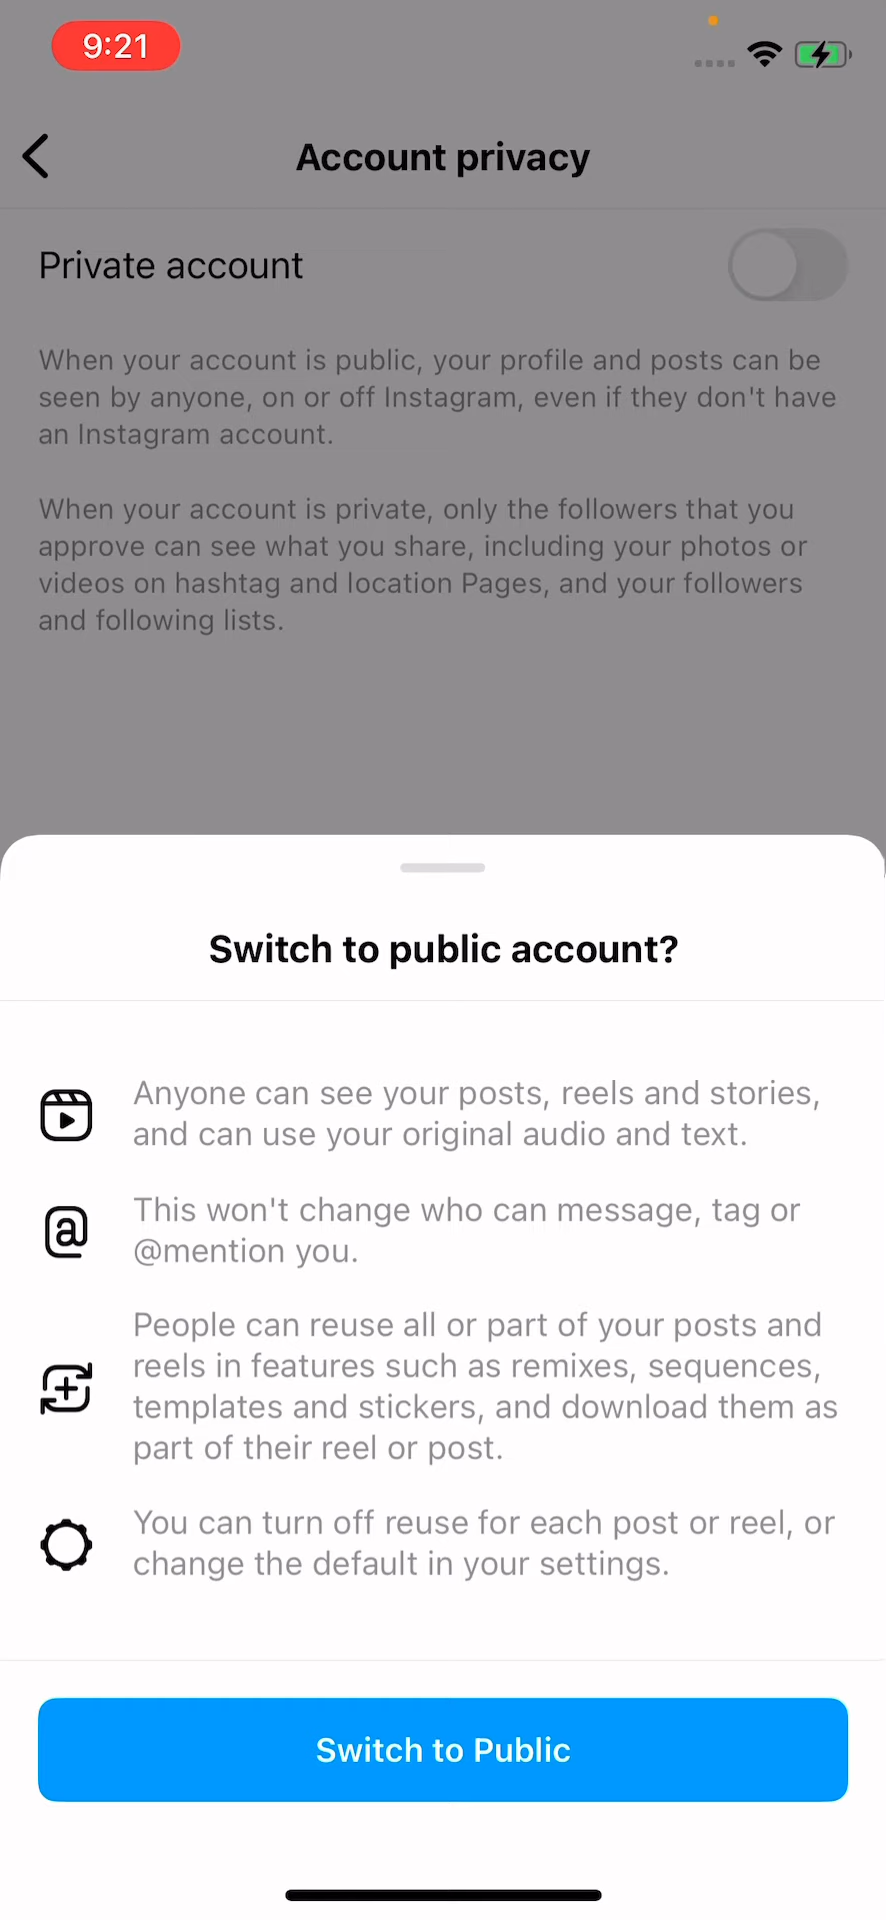 9:21
Account privacy
Private account
When your account is public, your profile and posts can be
seen by anyone, on or off Instagram, even if they don't have
an Instagram account.
When your account is private, only the followers that you
approve can see what you share, including your photos or
videos on hashtag and location Pages, and your followers
and following lists.
Switch to public account?
Anyone can see your posts, reels and stories,
and can use your original audio and text.
This won't change who can message, tag or
@mention you.
People can reuse all or part of your posts and
reels in features such as remixes, sequences,
templates and stickers, and download them as
part of their reel or post.
You can turn off reuse for each post or reel, or
change the default in your settings.
Switch to Public